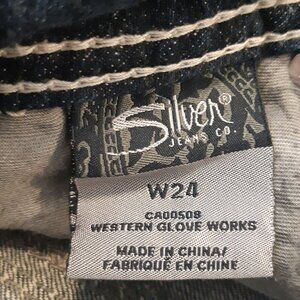 Silver®
JEANS CO.
W24
CA00508
WESTERN GLOVE WORKS
MADE IN CHINA/
FABRIQUÉ EN CHINE